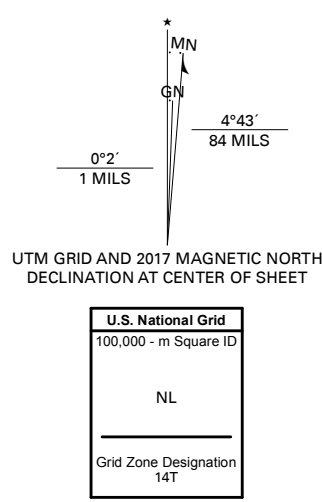 ★
MN
GN
4°43´
84 MILS
0°2´
1 MILS
UTM GRID AND 2017 MAGNETIC NORTH
DECLINATION AT CENTER OF SHEET
U.S. National Grid
100,000 - m Square ID
NL
Grid Zone Designation
14T